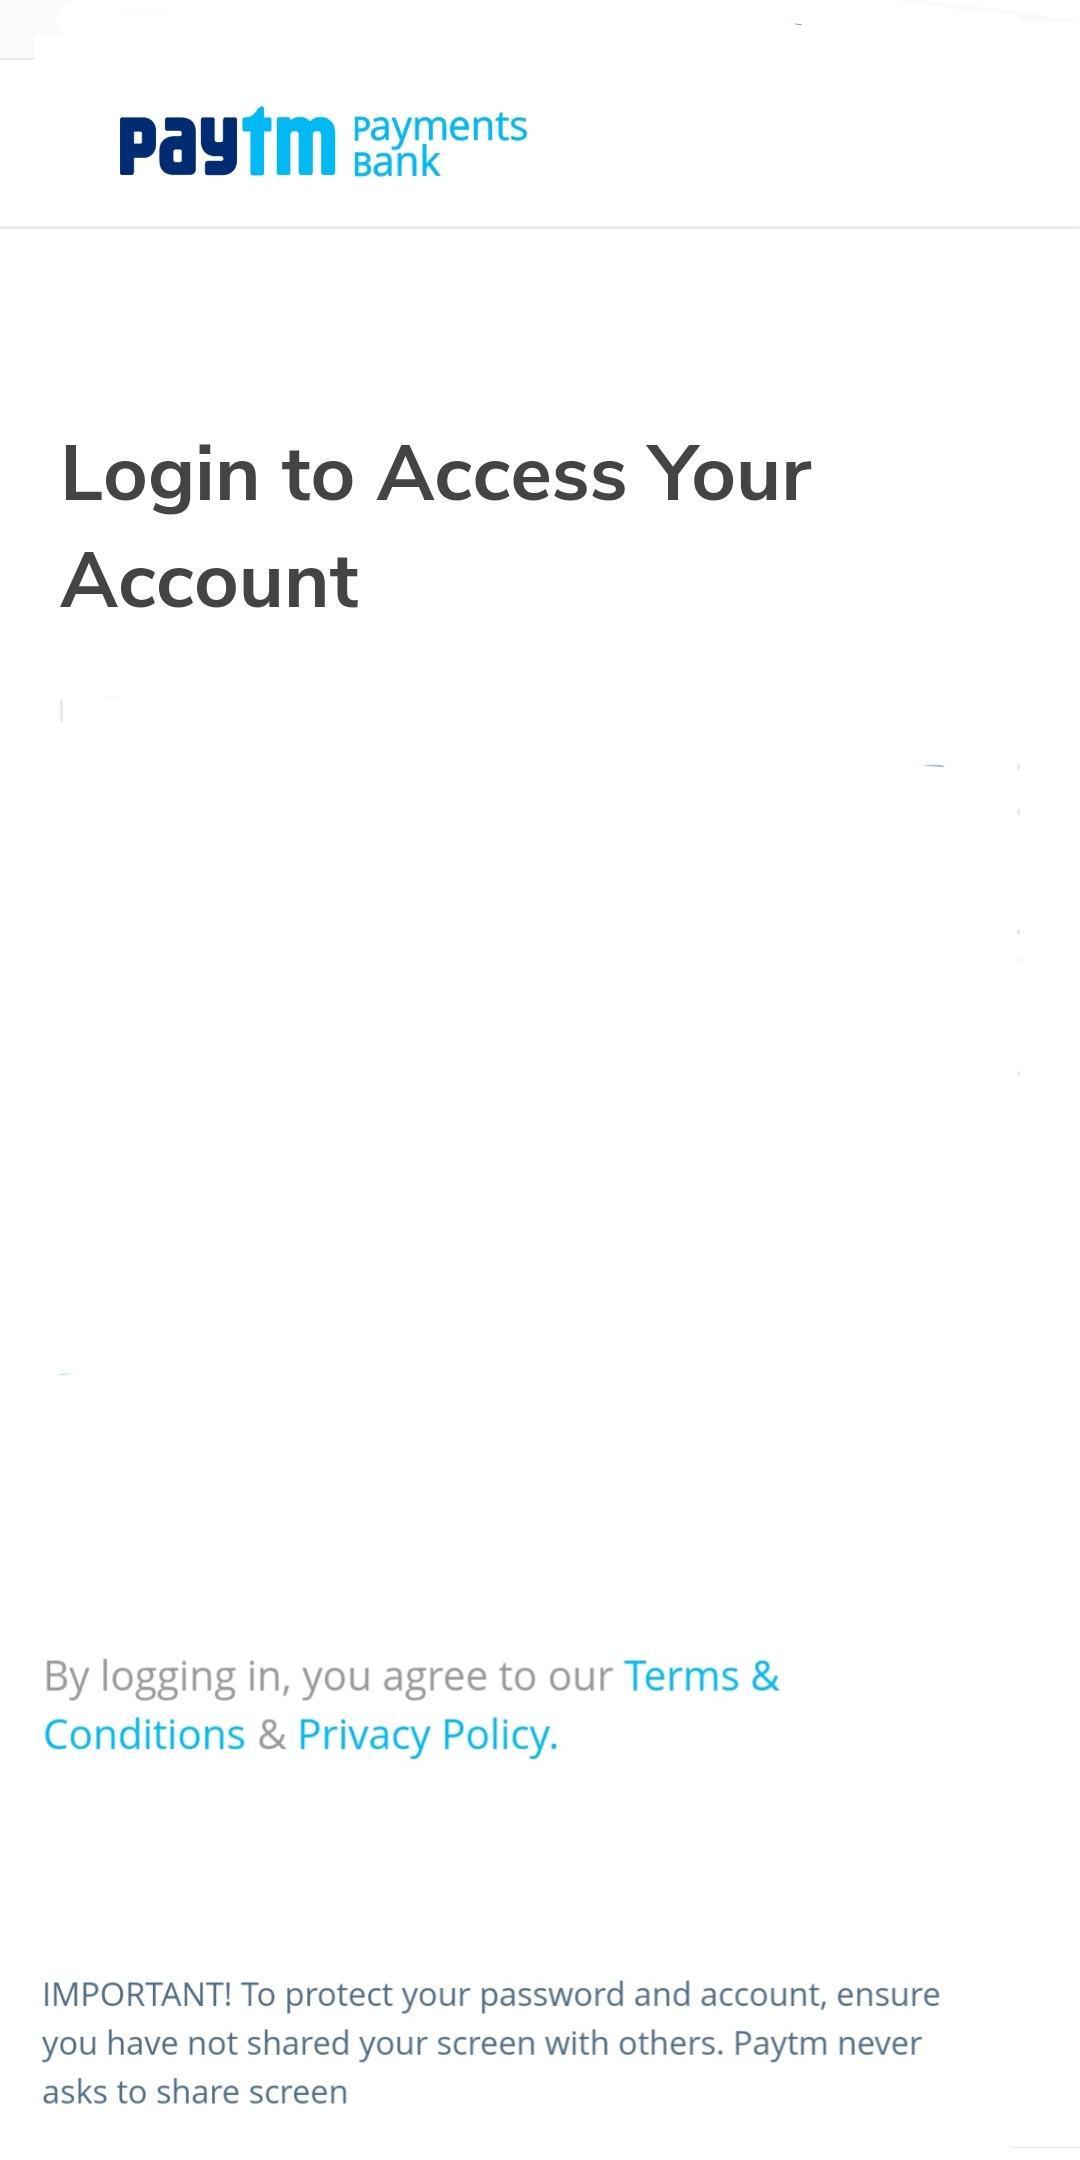 paytm Payments
Bank
Login to Access Your
Account
By logging in, you agree to our Terms &
Conditions & Privacy Policy.
IMPORTANT! To protect your password and account, ensure
you have not shared your screen with others. Paytm never
asks to share screen